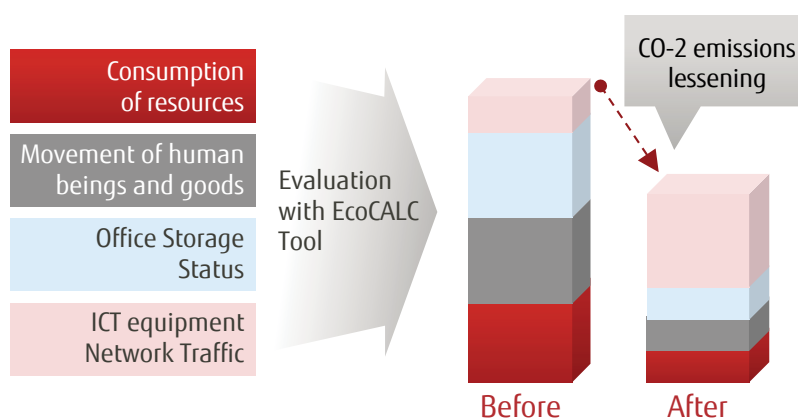 Consumption
of resources
Movement of human
beings and goods
Office Storage
Status
ICT equipment
Network Traffic
Evaluation
with EcoCALC
Tool
CO-2 emissions
lessening
Before
After